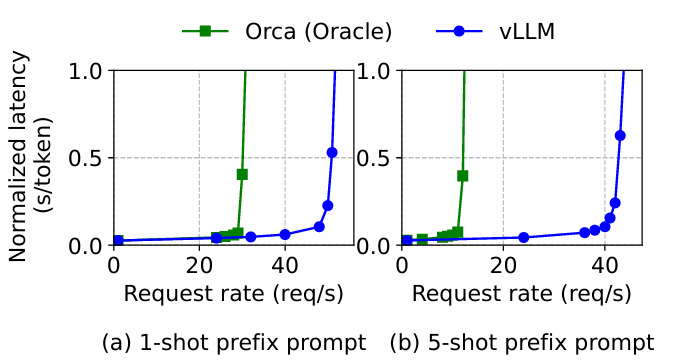 Orca (Oracle) vLLM
Normalized latency
(s/token)
1.0
0.5
0.0
0 20 40
Request rate (req/s)
(a) 1-shot prefix prompt
1.0
0.5
0.0
0 20 40
Request rate (req/s)
(b) 5-shot prefix prompt